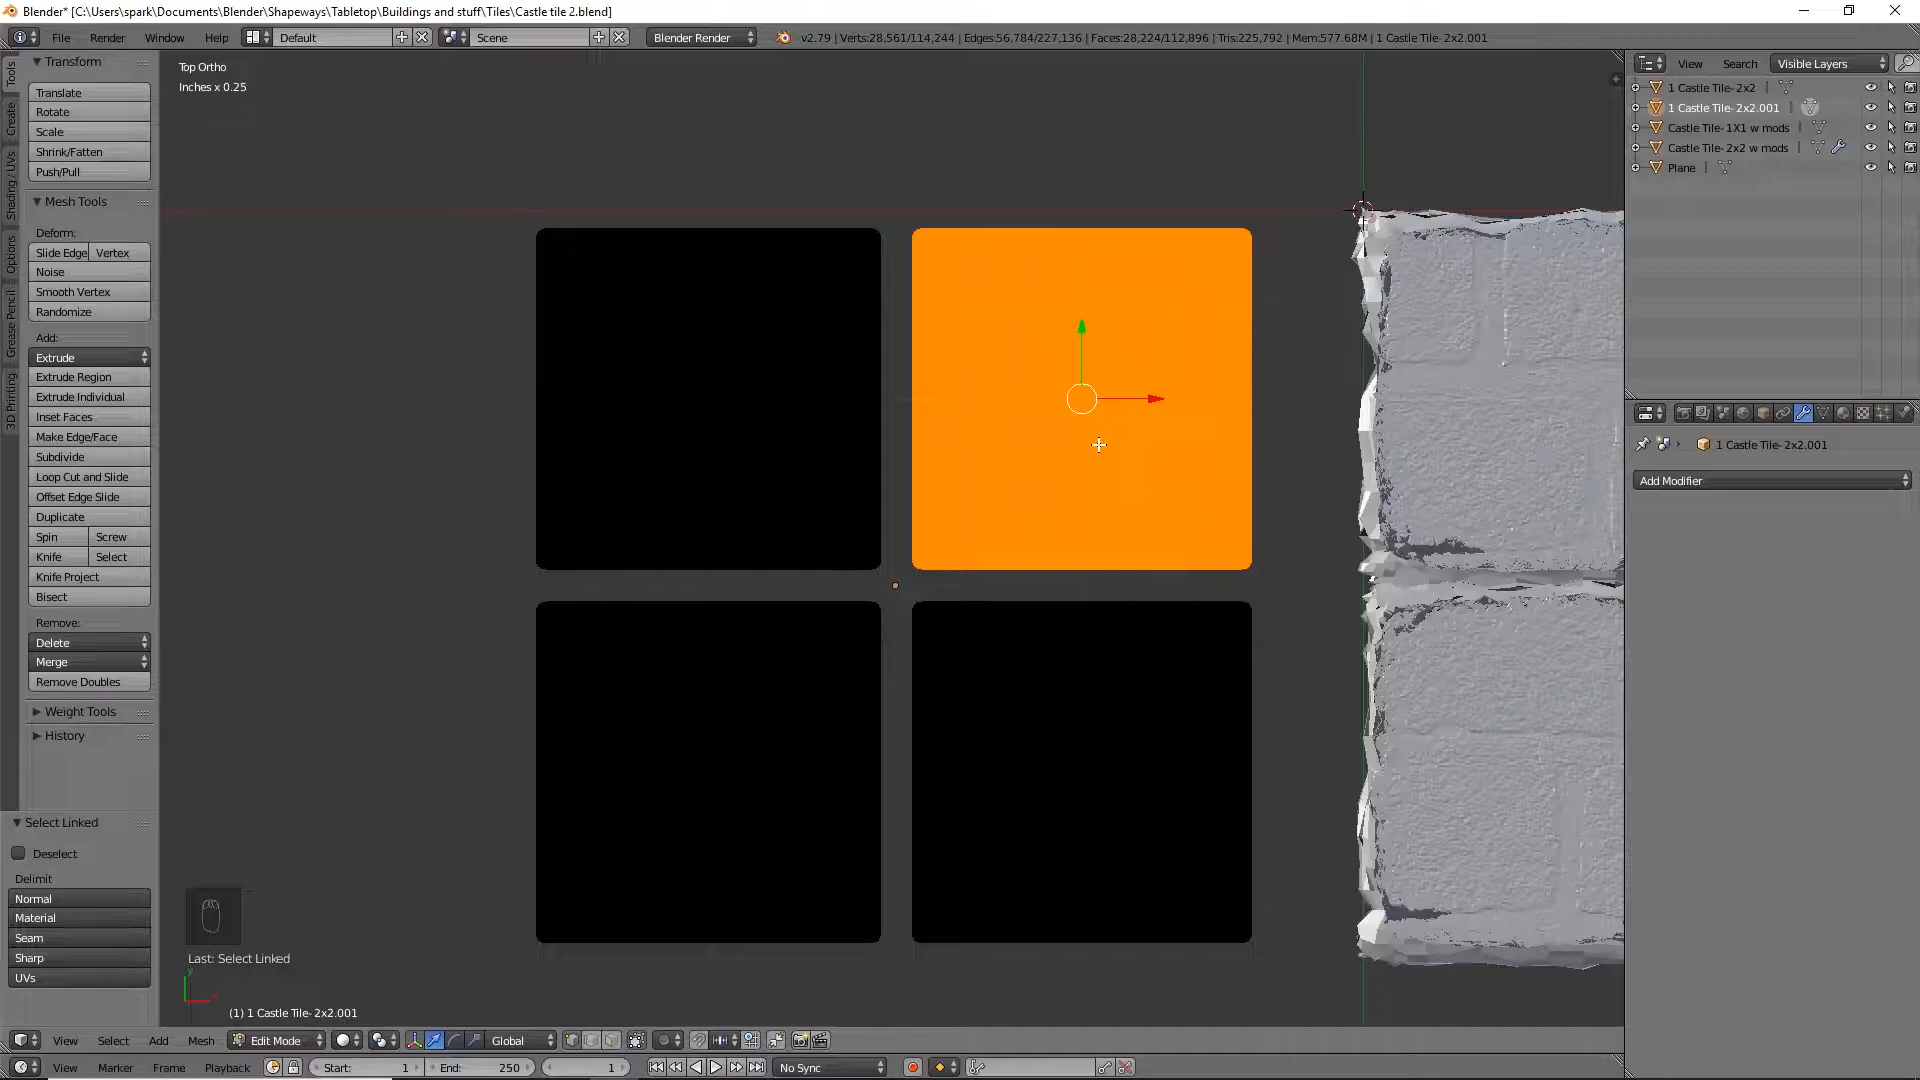 Blender* [C:\Users\spark\Documents\Blender\Shapeways\Tabletop\Buildings and stuff\Tiles\Castle tile 2.blend]
File Render Window Help Default Scene Blender Render v2.79 | Verts:28,561/114,244 | Edges:56,784/227,136 | Faces:28,224/112,896 | Tris:225,792 | Mem:577.68M | 1 Castle Tile- 2x2.001
Tools
Create
Shading / UVs
Options
Grease Pencil
3D Printing
Transform
Translate
Rotate
Scale
Shrink/Fatten
Push/Pull
Mesh Tools
Deform:
Slide Edge Vertex
Noise
Smooth Vertex
Randomize
Add:
Extrude
Extrude Region
Extrude Individual
Inset Faces
Make Edge/Face
Subdivide
Loop Cut and Slide
Offset Edge Slide
Duplicate
Spin Screw
Knife Select
Knife Project
Bisect
Remove:
Delete
Merge
Remove Doubles
Weight Tools
History
Select Linked
Deselect
Delimit
Normal
Material
Seam
Sharp
UVs
Top Ortho
Inches x 0.25
Last: Select Linked
y
x
(1) 1 Castle Tile- 2x2.001
View Search Visible Layers
1 Castle Tile- 2x2
1 Castle Tile- 2x2.001
Castle Tile- 1X1 w mods
Castle Tile- 2x2 w mods
Plane
1 Castle Tile- 2x2.001
Add Modifier
View Select Add Mesh Edit Mode Global
View Marker Frame Playback Start: 1 End: 250 1 No Sync